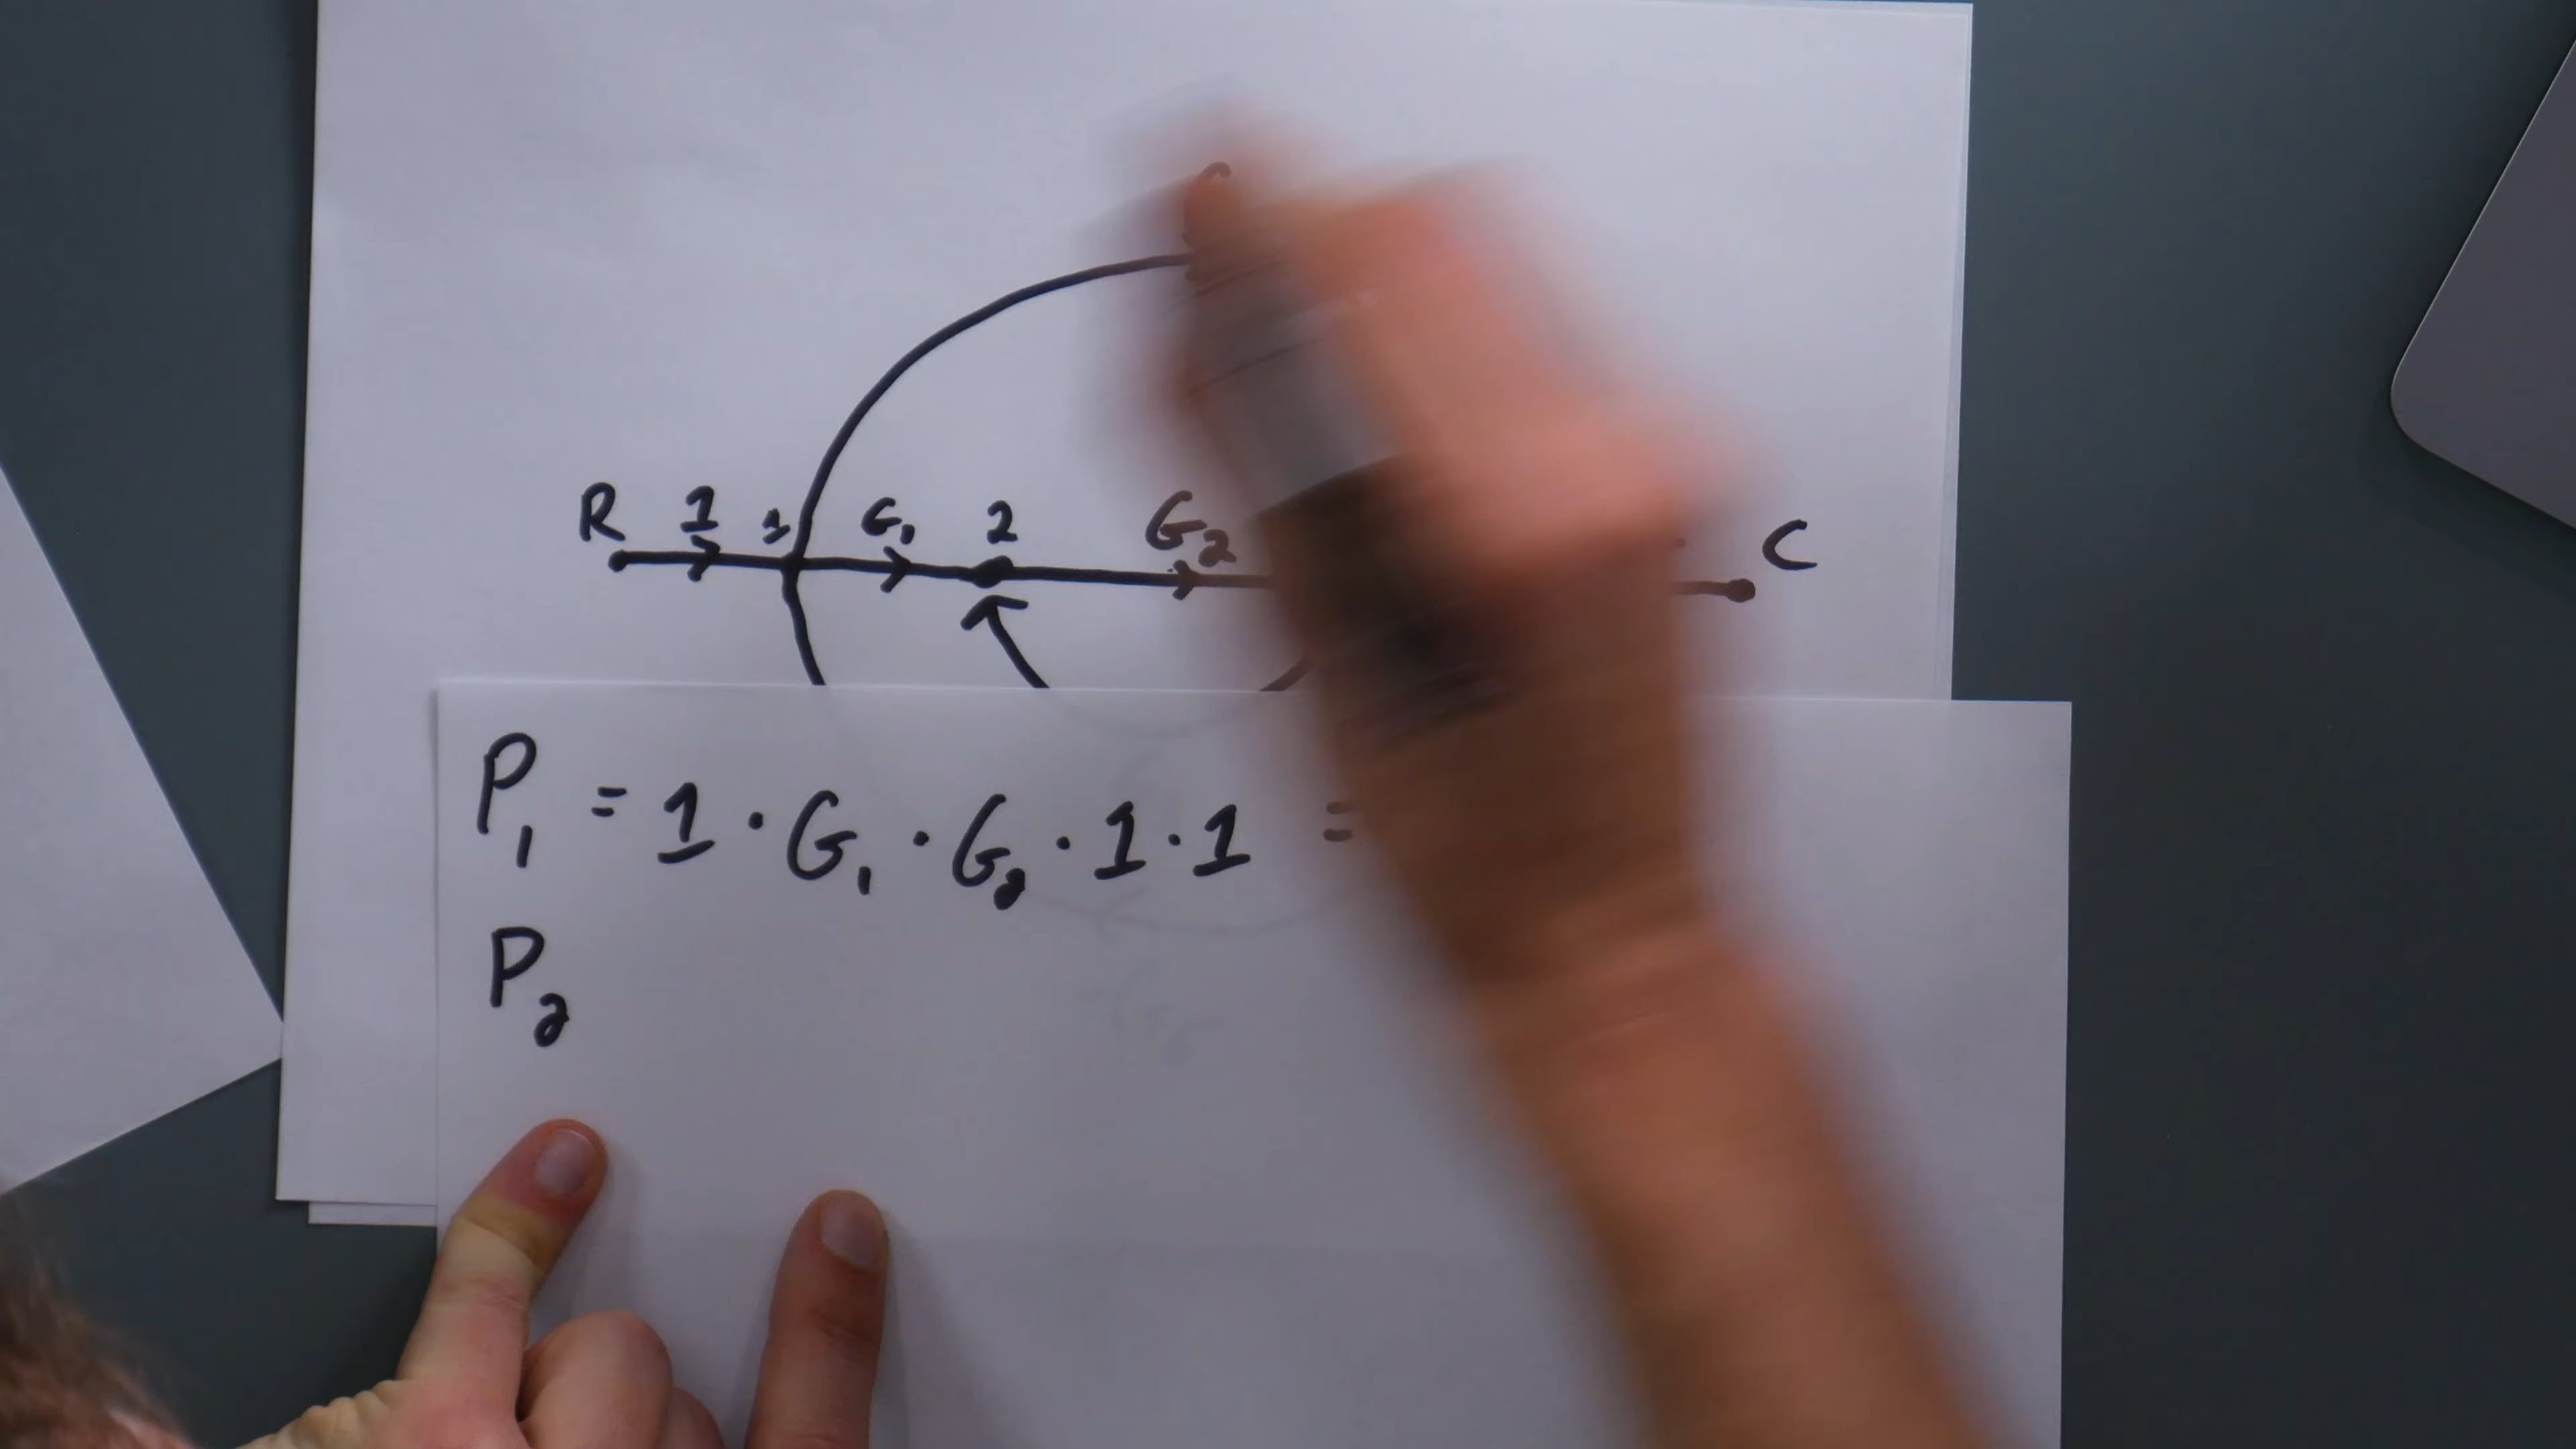 R 1 1 G₁ 2 G₂ C
P₁ = 1 · G₁ · G₂ · 1 · 1 =
P₂